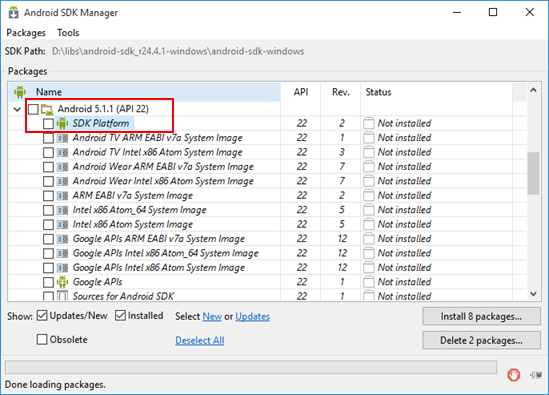 Android SDK Manager
Packages Tools
SDK Path: D:\libs\android-sdk_r24.4.1-windows\android-sdk-windows
Packages
Name API Rev. Status
Android 5.1.1 (API 22)
SDK Platform 22 2 Not installed
Android TV ARM EABI v7a System Image 22 1 Not installed
Android TV Intel x86 Atom System Image 22 3 Not installed
Android Wear ARM EABI v7a System Image 22 7 Not installed
Android Wear Intel x86 Atom System Image 22 7 Not installed
ARM EABI v7a System Image 22 2 Not installed
Intel x86 Atom_64 System Image 22 5 Not installed
Intel x86 Atom System Image 22 5 Not installed
Google APIs ARM EABI v7a System Image 22 12 Not installed
Google APIs Intel x86 Atom_64 System Image 22 12 Not installed
Google APIs Intel x86 Atom System Image 22 12 Not installed
Google APIs 22 1 Not installed
Sources for Android SDK 22 1 Not installed
Show: Updates/New Installed Select New or Updates Install 8 packages...
Obsolete Deselect All Delete 2 packages...
Done loading packages.